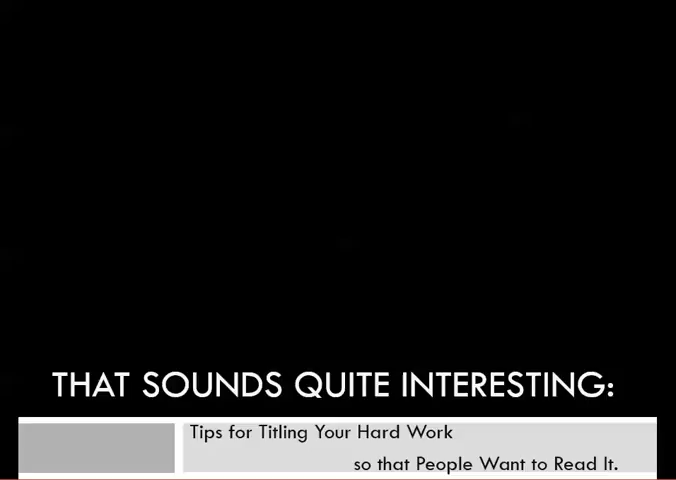 THAT SOUNDS QUITE INTERESTING:
Tips for Titling Your Hard Work
so that People Want to Read It.